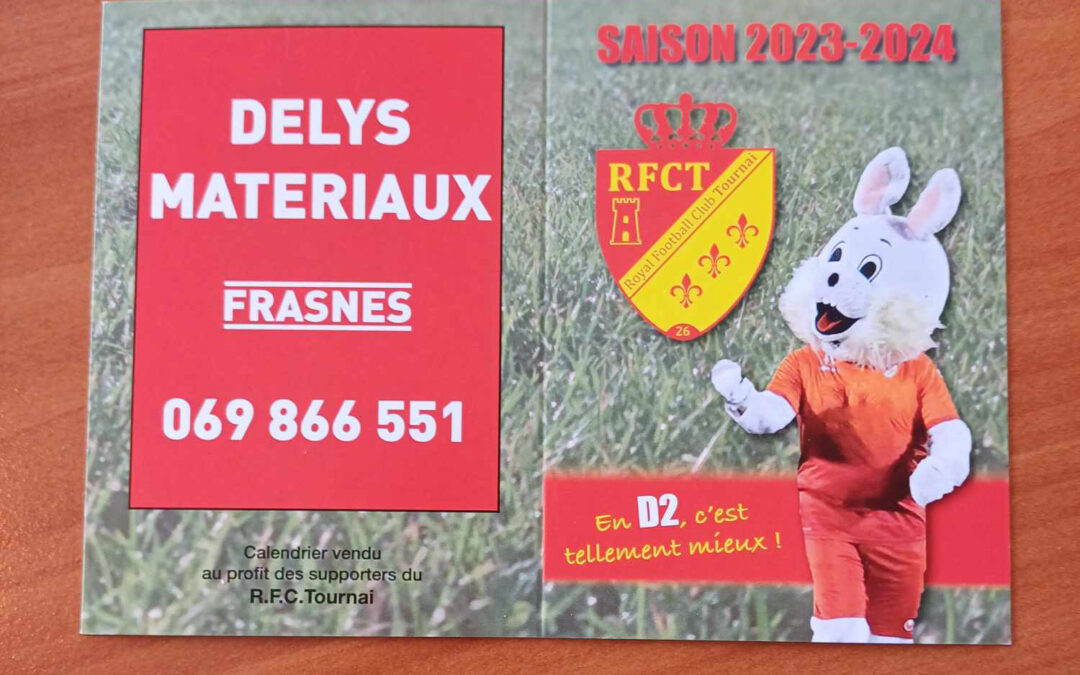 DELYS
MATERIAUX
FRASNES
069 866 551
Calendrier vendu
au profit des supporters du
R.F.C.Tournai
SAISON 2023-2024
RFCT
Royal Football Club Tournai
26
En D2, c'est
tellement mieux !